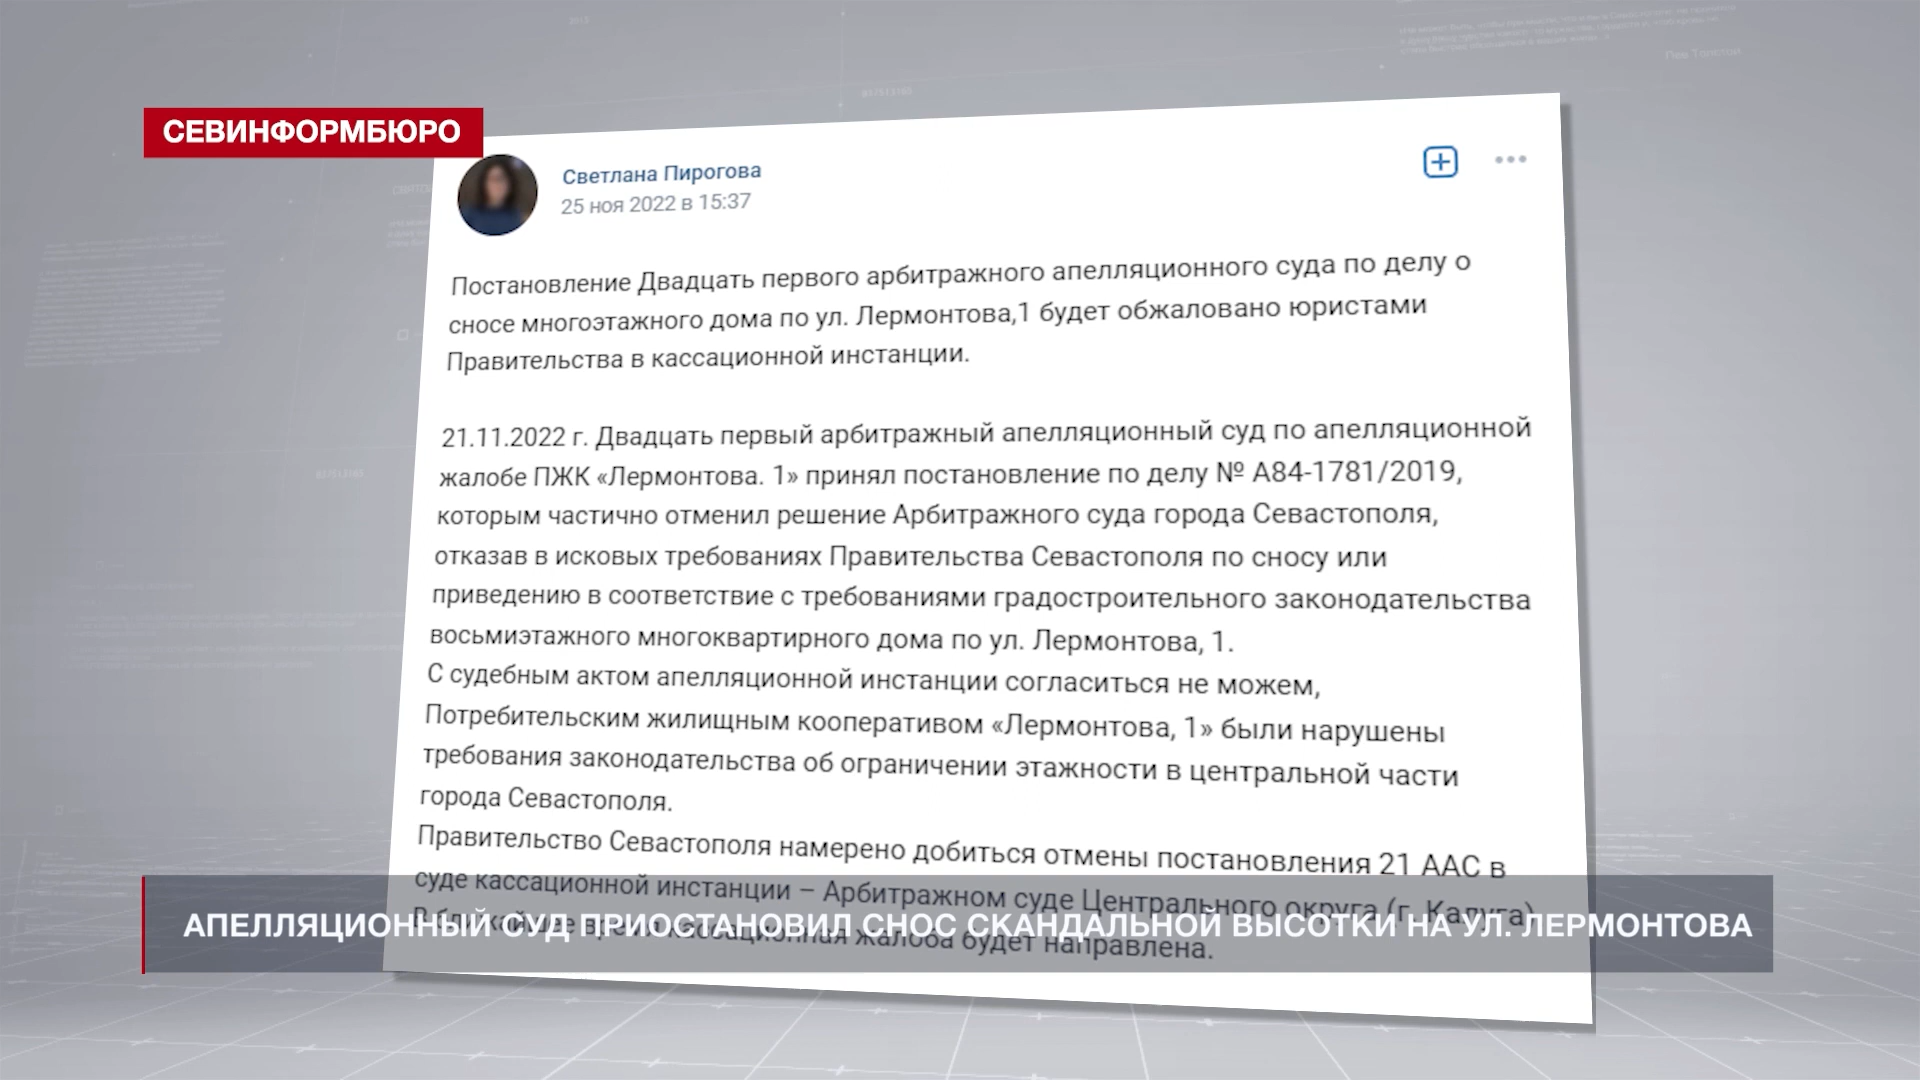 СЕВИНФОРМБЮРО
Светлана Пирогова
25 ноя 2022 в 15:37
Постановление Двадцать первого арбитражного апелляционного суда по делу о
сносе многоэтажного дома по ул. Лермонтова,1 будет обжаловано юристами
Правительства в кассационной инстанции.
21.11.2022 г. Двадцать первый арбитражный апелляционный суд по апелляционной
жалобе ПЖК «Лермонтова. 1» принял постановление по делу № А84-1781/2019,
которым частично отменил решение Арбитражного суда города Севастополя,
отказав в исковых требованиях Правительства Севастополя по сносу или
приведению в соответствие с требованиями градостроительного законодательства
восьмиэтажного многоквартирного дома по ул. Лермонтова, 1.
С судебным актом апелляционной инстанции согласиться не можем,
Потребительским жилищным кооперативом «Лермонтова, 1» были нарушены
требования законодательства об ограничении этажности в центральной части
города Севастополя.
Правительство Севастополя намерено добиться отмены постановления 21 ААС в
суде кассационной инстанции – Арбитражном суде Центрального округа (г. Калуга)
В ближайшее время кассационная жалоба будет направлена.
АПЕЛЛЯЦИОННЫЙ СУД ПРИОСТАНОВИЛ СНОС СКАНДАЛЬНОЙ ВЫСОТКИ НА УЛ. ЛЕРМОНТОВА